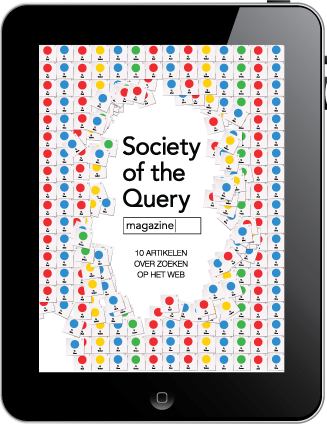 Society
of the
Query
magazine
10 ARTIKELEN
OVER ZOEKEN
OP HET WEB